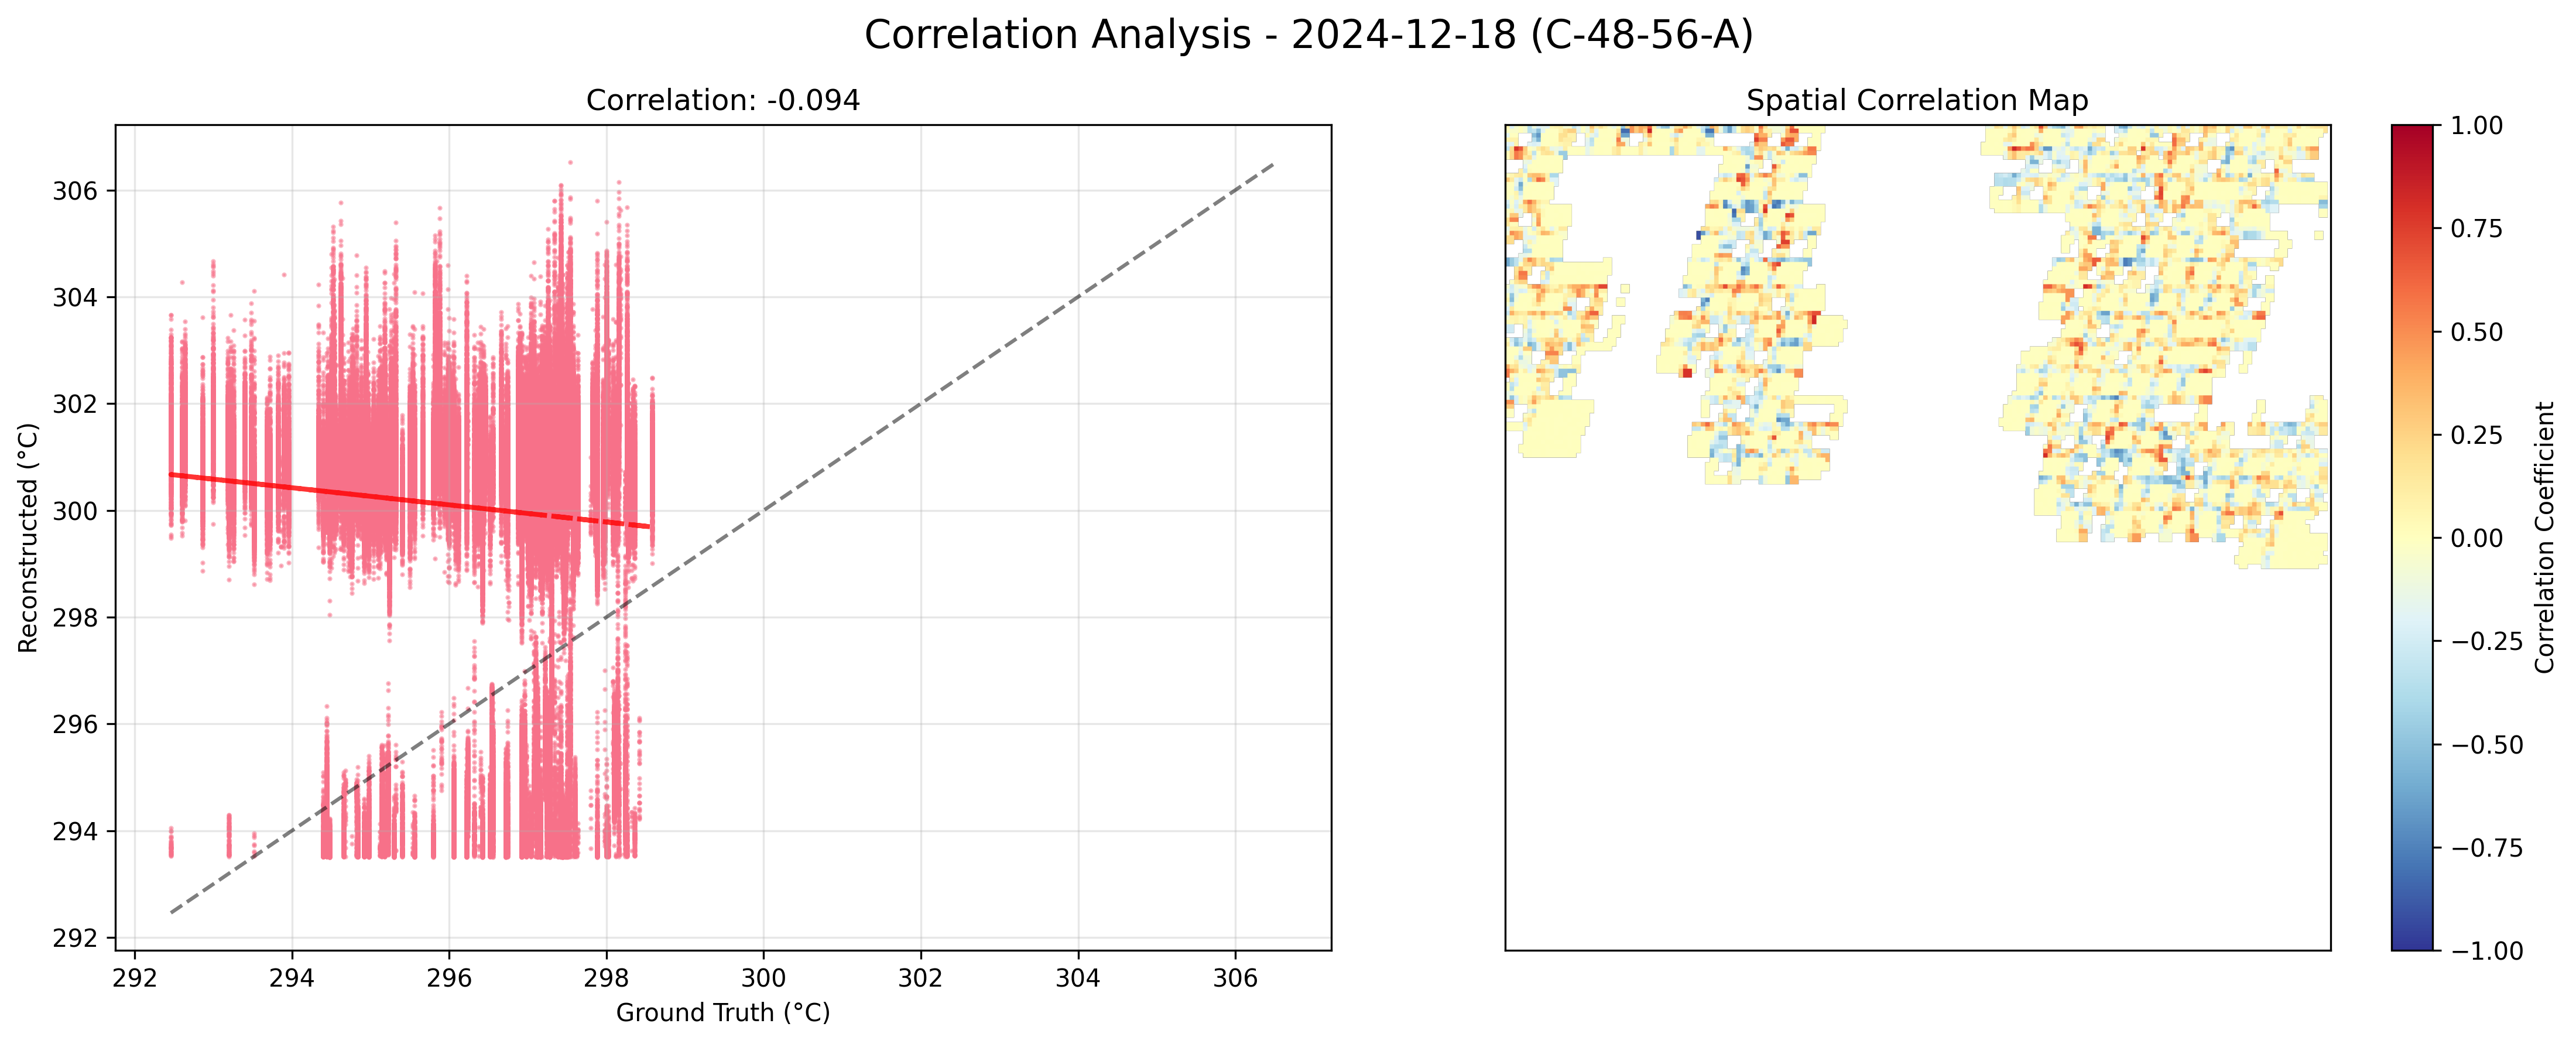 Correlation Analysis - 2024-12-18 (C-48-56-A)
Correlation: -0.094
Reconstructed (°C)
306
304
302
300
298
296
294
292
292 294 296 298 300 302 304 306
Ground Truth (°C)
Spatial Correlation Map
1.00
0.75
0.50
0.25
0.00
−0.25
−0.50
−0.75
−1.00
Correlation Coefficient